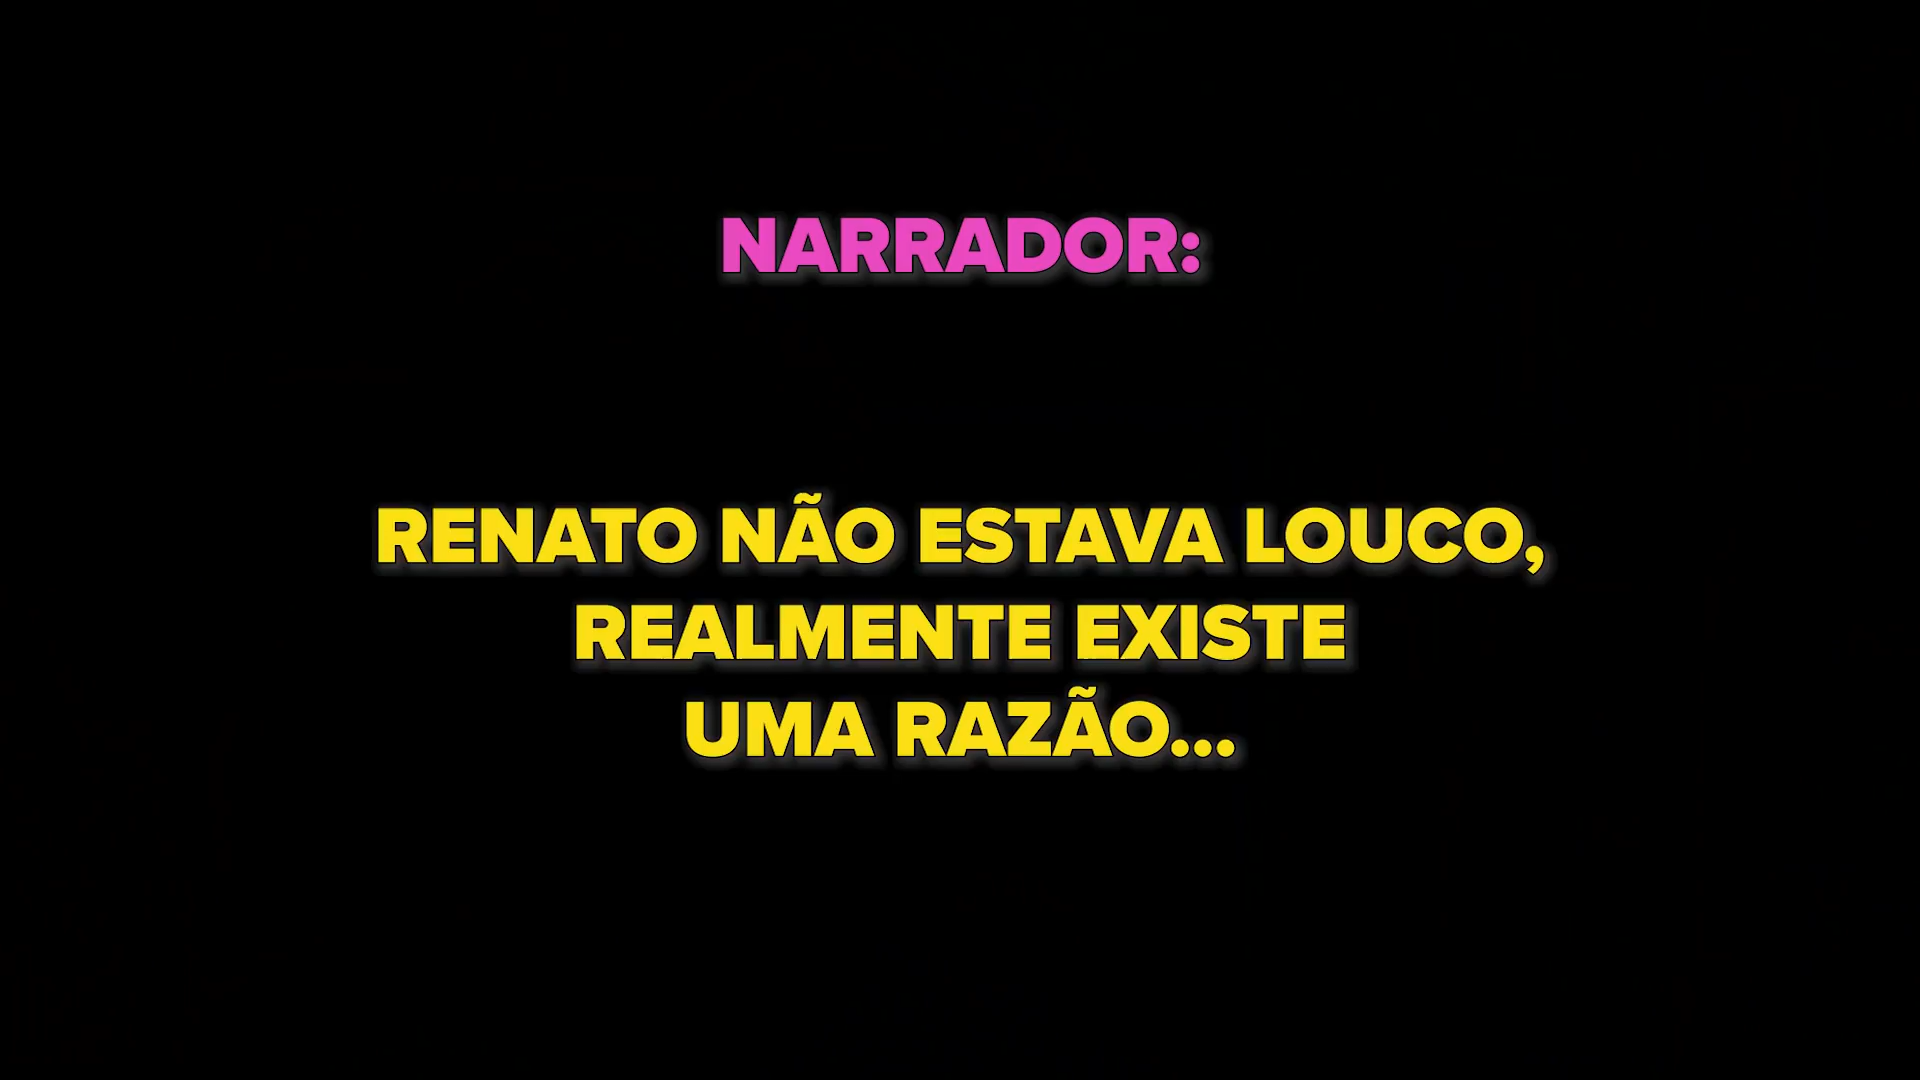 NARRADOR:
RENATO NÃO ESTAVA LOUCO,
REALMENTE EXISTE
UMA RAZÃO...